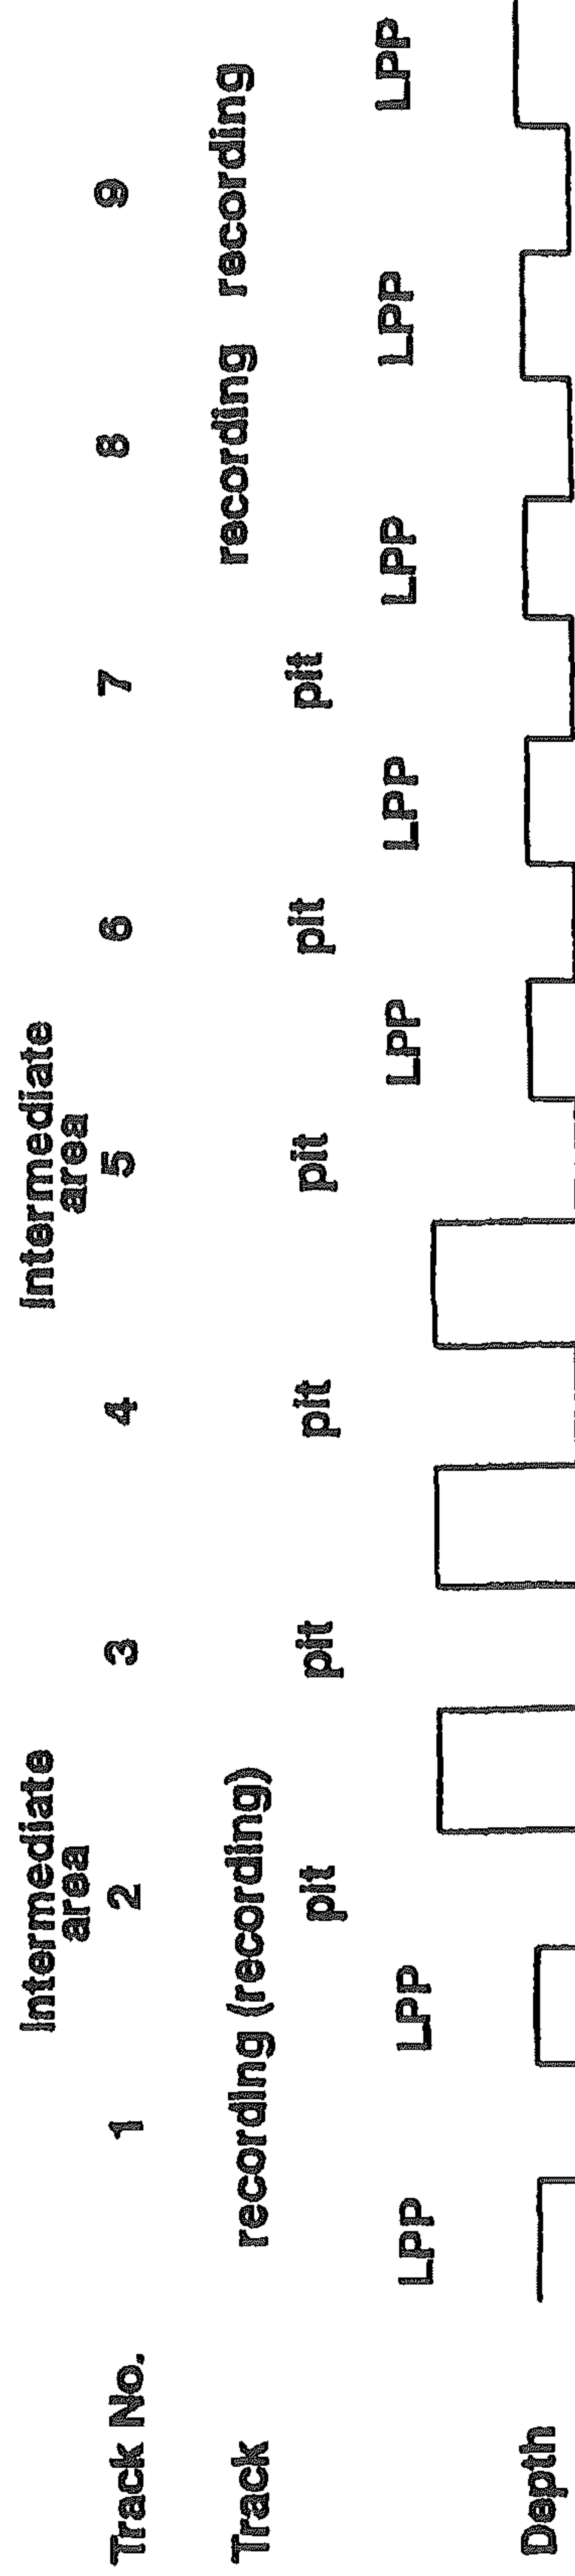 Intermediate
area
Intermediate
area
Track No. 1 2 3 4 5 6 7 8 9
Track recording (recording) recording recording
pit pit pit pit pit pit
LPP LPP LPP LPP LPP LPP LPP
Depth